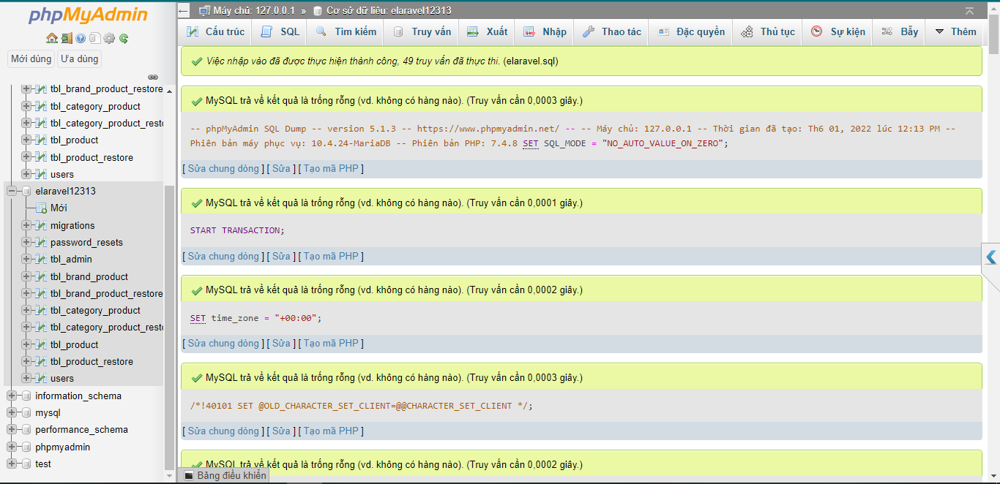 phpMyAdmin
Mới dùng Ưa dùng
tbl_brand_product_restore
tbl_category_product
tbl_category_product_resto
tbl_product
tbl_product_restore
users
elaravel12313
Mới
migrations
password_resets
tbl_admin
tbl_brand_product
tbl_brand_product_restore
tbl_category_product
tbl_category_product_resto
tbl_product
tbl_product_restore
users
information_schema
mysql
performance_schema
phpmyadmin
test
Máy chủ: 127.0.0.1 » Cơ sở dữ liệu: elaravel12313
Cấu trúc SQL Tìm kiếm Truy vấn Xuất Nhập Thao tác Đặc quyền Thủ tục Sự kiện Bẫy Thêm
Việc nhập vào đã được thực hiện thành công, 49 truy vấn đã thực thi. (elaravel.sql)
MySQL trả về kết quả là trống rỗng (vd. không có hàng nào). (Truy vấn cần 0,0003 giây.)
-- phpMyAdmin SQL Dump -- version 5.1.3 -- https://www.phpmyadmin.net/ -- -- Máy chủ: 127.0.0.1 -- Thời gian đã tạo: Th6 01, 2022 lúc 12:13 PM --
Phiên bản máy phục vụ: 10.4.24-MariaDB -- Phiên bản PHP: 7.4.8 SET SQL_MODE = "NO_AUTO_VALUE_ON_ZERO";
[ Sửa chung dòng ] [ Sửa ] [ Tạo mã PHP ]
MySQL trả về kết quả là trống rỗng (vd. không có hàng nào). (Truy vấn cần 0,0001 giây.)
START TRANSACTION;
[ Sửa chung dòng ] [ Sửa ] [ Tạo mã PHP ]
MySQL trả về kết quả là trống rỗng (vd. không có hàng nào). (Truy vấn cần 0,0002 giây.)
SET time_zone = "+00:00";
[ Sửa chung dòng ] [ Sửa ] [ Tạo mã PHP ]
MySQL trả về kết quả là trống rỗng (vd. không có hàng nào). (Truy vấn cần 0,0003 giây.)
/*!40101 SET @OLD_CHARACTER_SET_CLIENT=@@CHARACTER_SET_CLIENT */;
[ Sửa chung dòng ] [ Sửa ] [ Tạo mã PHP ]
MySQL trả về kết quả là trống rỗng (vd. không có hàng nào). (Truy vấn cần 0,0002 giây.)
Bảng điều khiển